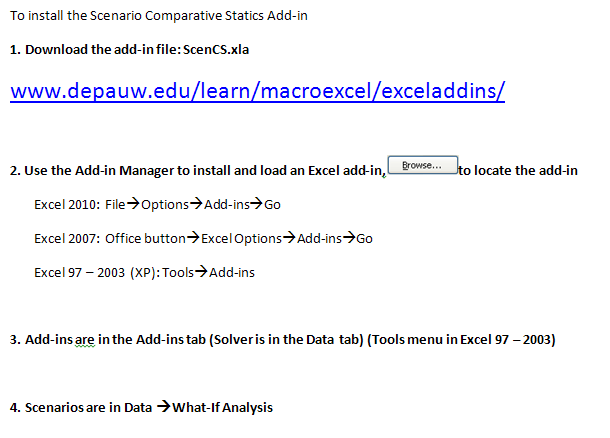 To install the Scenario Comparative Statics Add-in
1. Download the add-in file: ScenCS.xla
www.depauw.edu/learn/macroexcel/exceladdins/
2. Use the Add-in Manager to install and load an Excel add-in, Browse... to locate the add-in
Excel 2010: File→Options→Add-ins→Go
Excel 2007: Office button→Excel Options→Add-ins→Go
Excel 97 – 2003 (XP): Tools→Add-ins
3. Add-ins are in the Add-ins tab (Solver is in the Data tab) (Tools menu in Excel 97 – 2003)
4. Scenarios are in Data →What-If Analysis